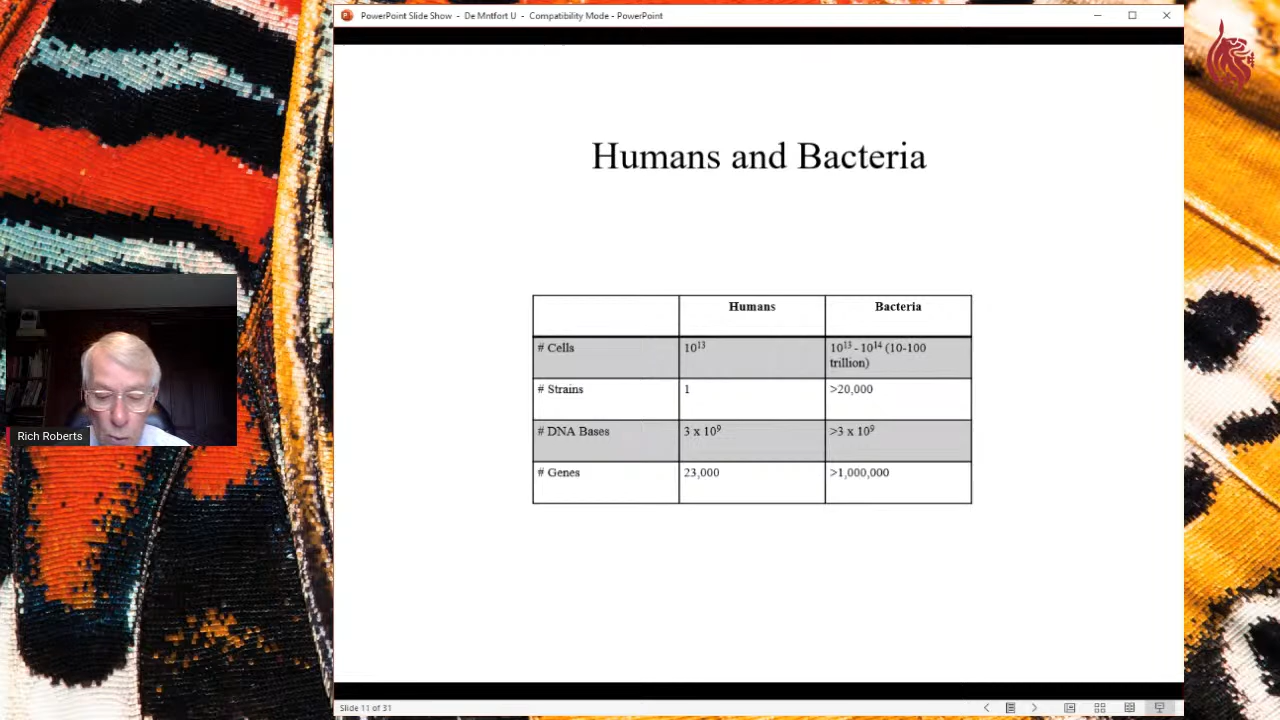 PowerPoint Slide Show - De Mntfort U - Compatibility Mode - PowerPoint
Humans and Bacteria
Humans Bacteria
# Cells 10¹³ 10¹³ - 10¹⁴ (10-100
trillion)
# Strains 1 >20,000
# DNA Bases 3 x 10⁹ >3 x 10⁹
# Genes 23,000 >1,000,000
Rich Roberts
Slide 11 of 31